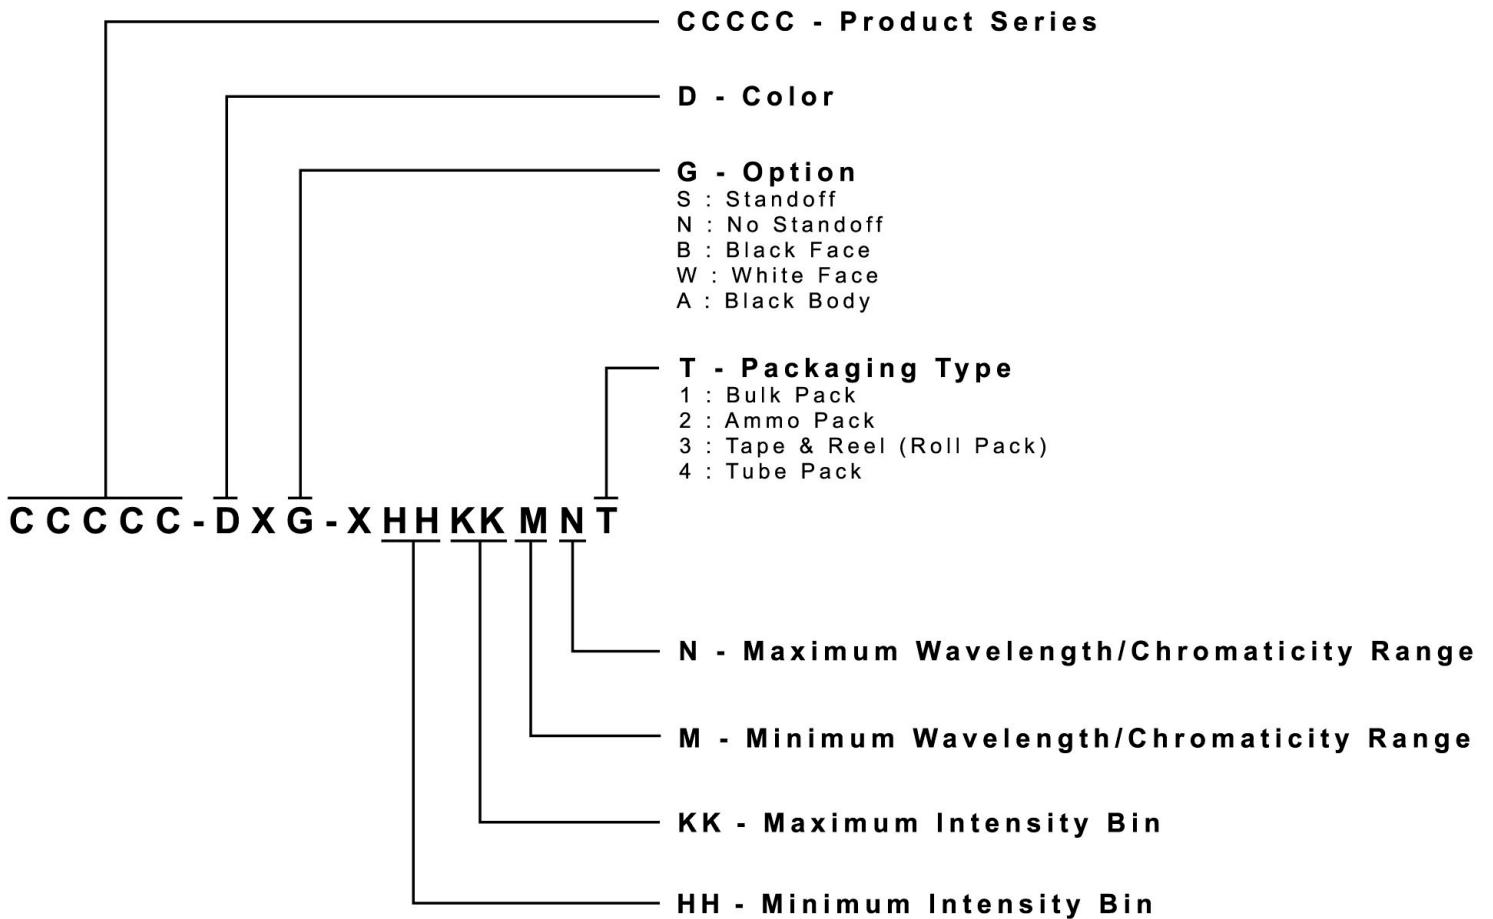 CCCCC - Product Series
D - Color
G - Option
S : Standoff
N : No Standoff
B : Black Face
W : White Face
A : Black Body
T - Packaging Type
1 : Bulk Pack
2 : Ammo Pack
3 : Tape & Reel (Roll Pack)
4 : Tube Pack
CCCCC-DXG-XHHKKMNT
N - Maximum Wavelength/Chromaticity Range
M - Minimum Wavelength/Chromaticity Range
KK - Maximum Intensity Bin
HH - Minimum Intensity Bin